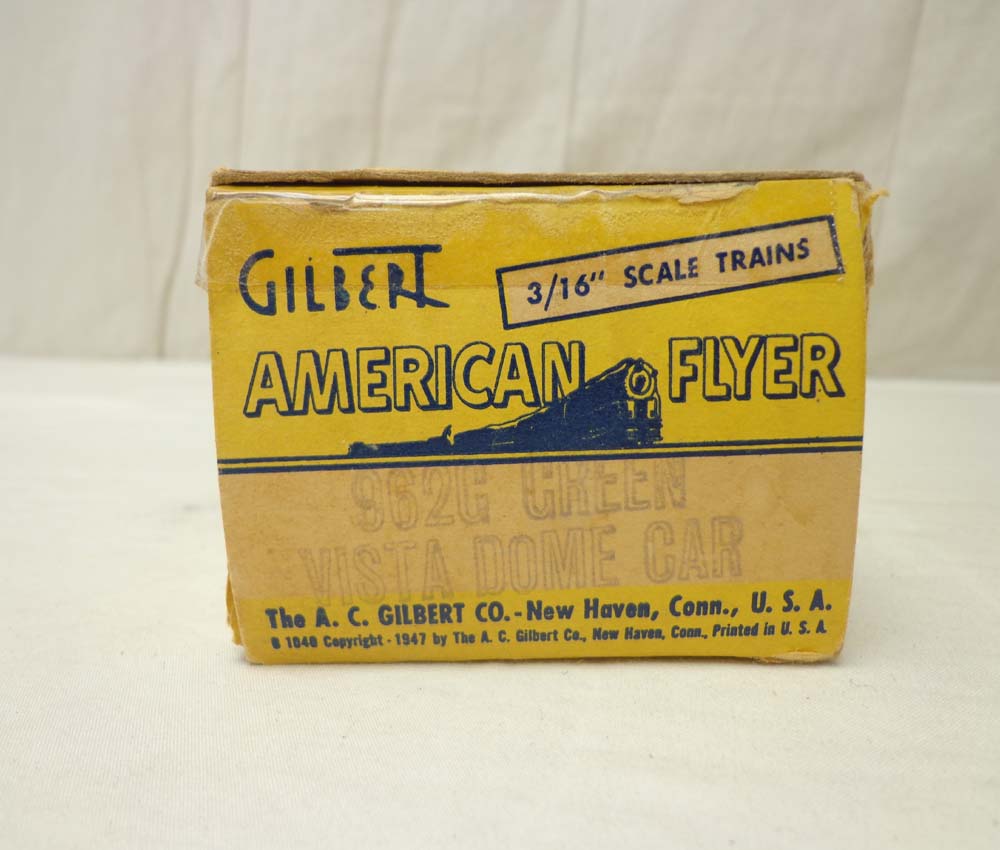 GILBERT
3/16" SCALE TRAINS
AMERICAN FLYER
962G GREEN
VISTA DOME CAR
The A. C. GILBERT CO. - New Haven, Conn., U. S. A.
Copyright - 1947 by The A. C. Gilbert Co., New Haven, Conn., Printed in U. S. A.